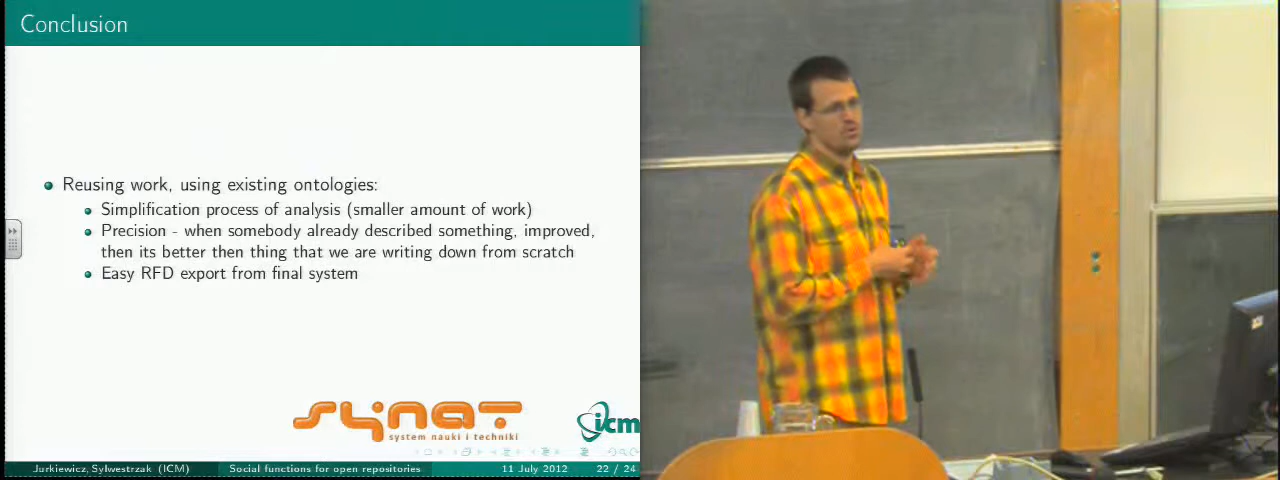 Conclusion
Reusing work, using existing ontologies:
Simplification process of analysis (smaller amount of work)
Precision - when somebody already described something, improved,
then its better then thing that we are writing down from scratch
Easy RFD export from final system
synat
system nauki i techniki
icm
Jurkiewicz, Sylwestrzak (ICM) Social functions for open repositories 11 July 2012 22 / 24